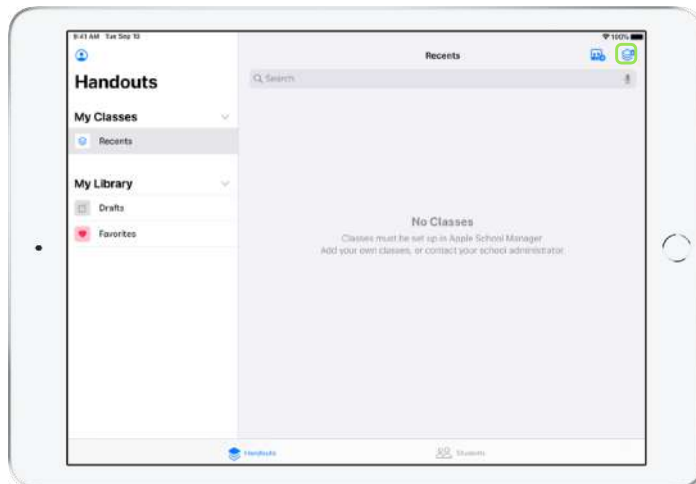 9:41 AM Tue Sep 10
100%
Recents
Handouts
Search
My Classes
Recents
My Library
Drafts
Favorites
No Classes
Classes must be set up in Apple School Manager
Add your own classes, or contact your school administrator.
Handouts
Students